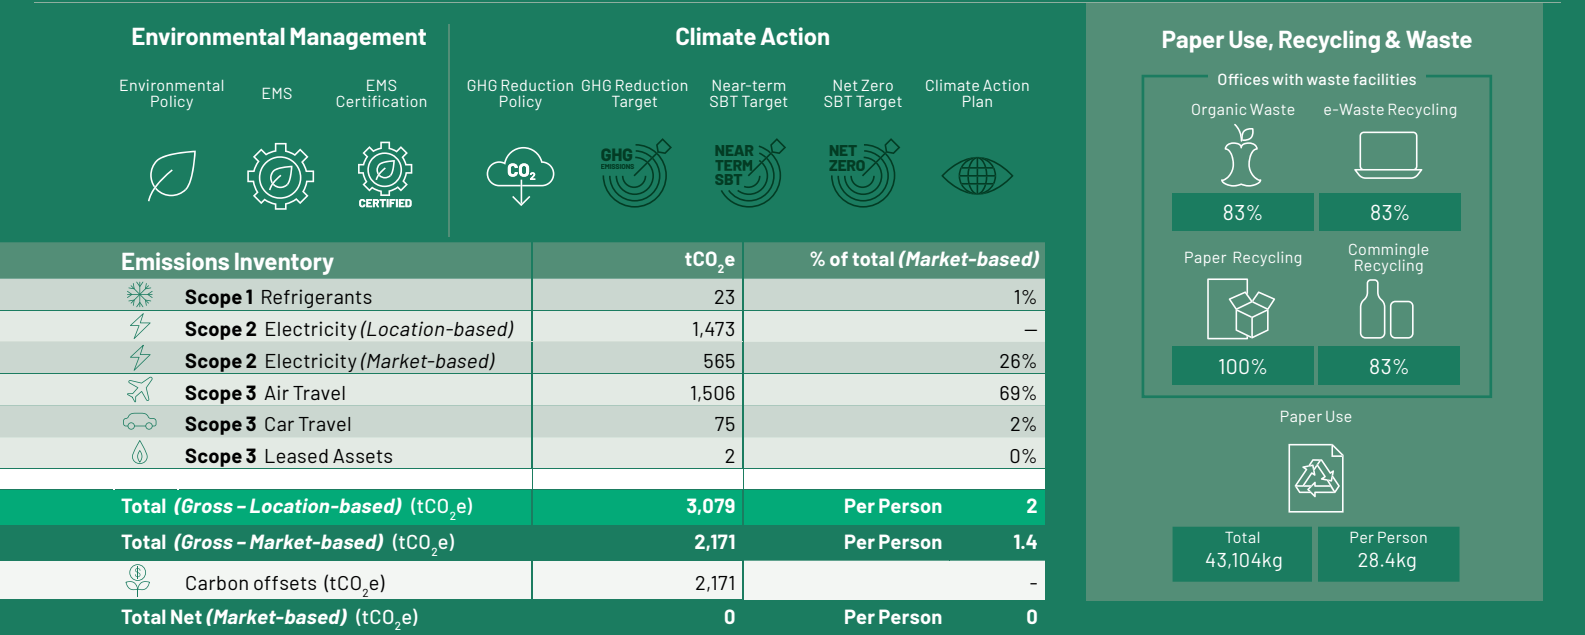 Environmental Management
Environmental
Policy
EMS
EMS
Certification
CERTIFIED
Climate Action
GHG Reduction
Policy
GHG Reduction
Target
Near-term
SBT Target
Net Zero
SBT Target
Climate Action
Plan
CO2
GHG
EMISSIONS
NEAR
TERM
SBT
NET
ZERO
Emissions Inventory tCO2e % of total (Market-based)
Scope 1 Refrigerants 23 1%
Scope 2 Electricity (Location-based) 1,473 —
Scope 2 Electricity (Market-based) 565 26%
Scope 3 Air Travel 1,506 69%
Scope 3 Car Travel 75 2%
Scope 3 Leased Assets 2 0%
Total (Gross – Location-based) (tCO2e) 3,079 Per Person 2
Total (Gross – Market-based) (tCO2e) 2,171 Per Person 1.4
$
Carbon offsets (tCO2e) 2,171 -
Total Net (Market-based) (tCO2e) 0 Per Person 0
Paper Use, Recycling & Waste
Offices with waste facilities
Organic Waste
83%
e-Waste Recycling
83%
Paper Recycling
100%
Commingle
Recycling
83%
Paper Use
Total
43,104kg
Per Person
28.4kg